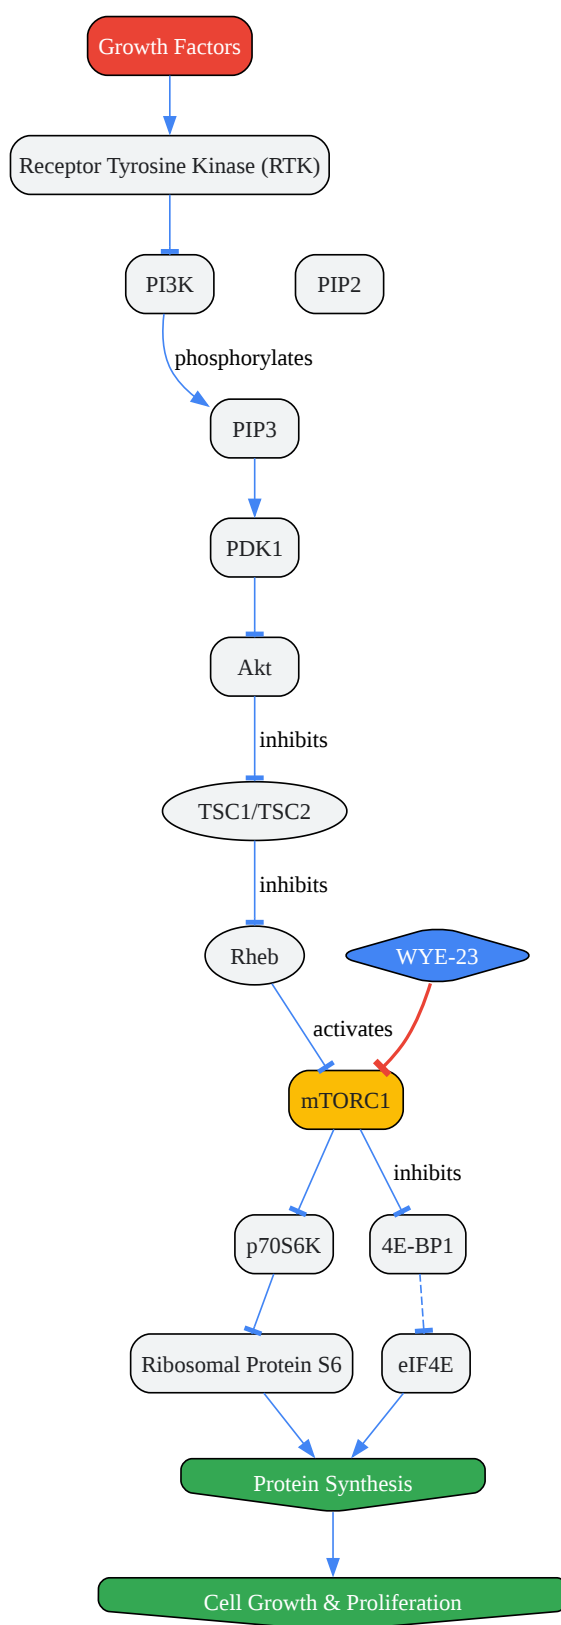 Growth Factors
Receptor Tyrosine Kinase (RTK)
PI3K
PIP2
phosphorylates
PIP3
PDK1
Akt
inhibits
TSC1/TSC2
inhibits
Rheb
WYE-23
activates
mTORC1
inhibits
p70S6K
4E-BP1
Ribosomal Protein S6
eIF4E
Protein Synthesis
Cell Growth & Proliferation